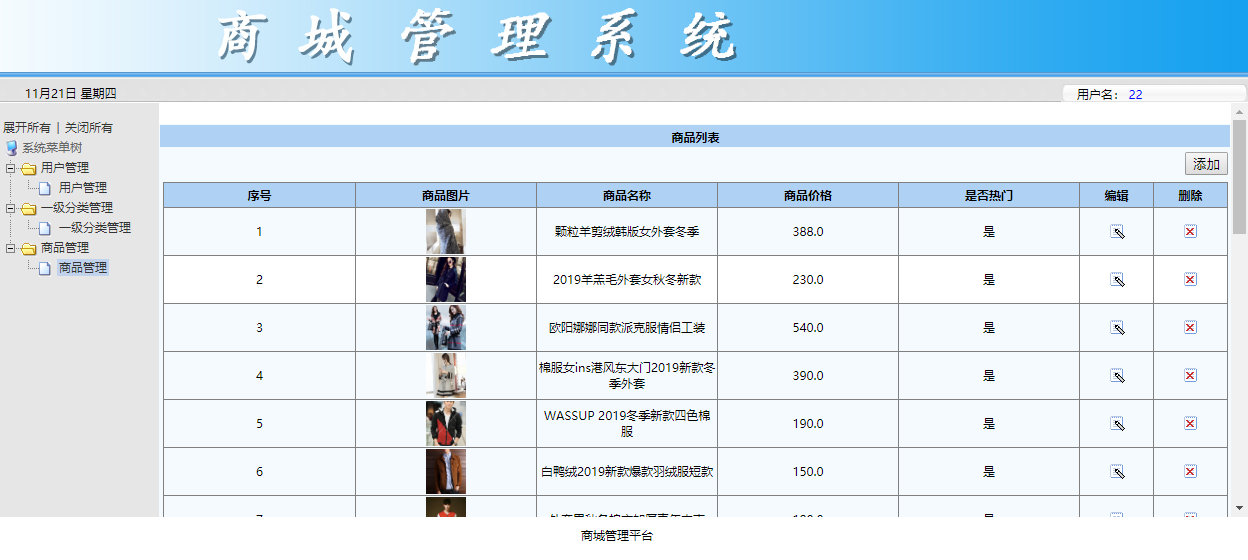 商城管理系统
11月21日 星期四
用户名： 22
展开所有 | 关闭所有
系统菜单树
用户管理
用户管理
一级分类管理
一级分类管理
商品管理
商品管理
商品列表
添加
序号 商品图片 商品名称 商品价格 是否热门 编辑 删除
1 颗粒羊剪绒韩版女外套冬季 388.0 是
2 2019羊羔毛外套女秋冬新款 230.0 是
3 欧阳娜娜同款派克服情侣工装 540.0 是
4 棉服女ins港风东大门2019新款冬 390.0 是
季外套
5 WASSUP 2019冬季新款四色棉 190.0 是
服
6 白鸭绒2019新款爆款羽绒服短款 150.0 是
商城管理平台